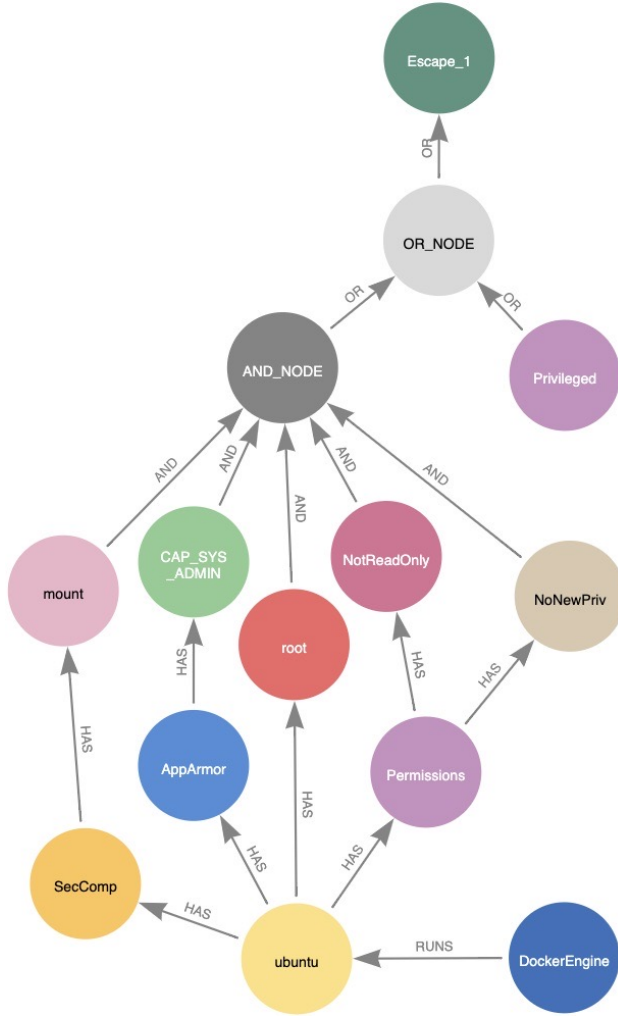 Escape_1
OR
OR_NODE
OR
OR
AND_NODE
Privileged
AND
AND
AND
AND
AND
CAP_SYS
_ADMIN
NotReadOnly
mount
NoNewPriv
root
HAS
HAS
HAS
HAS
AppArmor
Permissions
HAS
HAS
HAS
SecComp
HAS
RUNS
ubuntu
DockerEngine